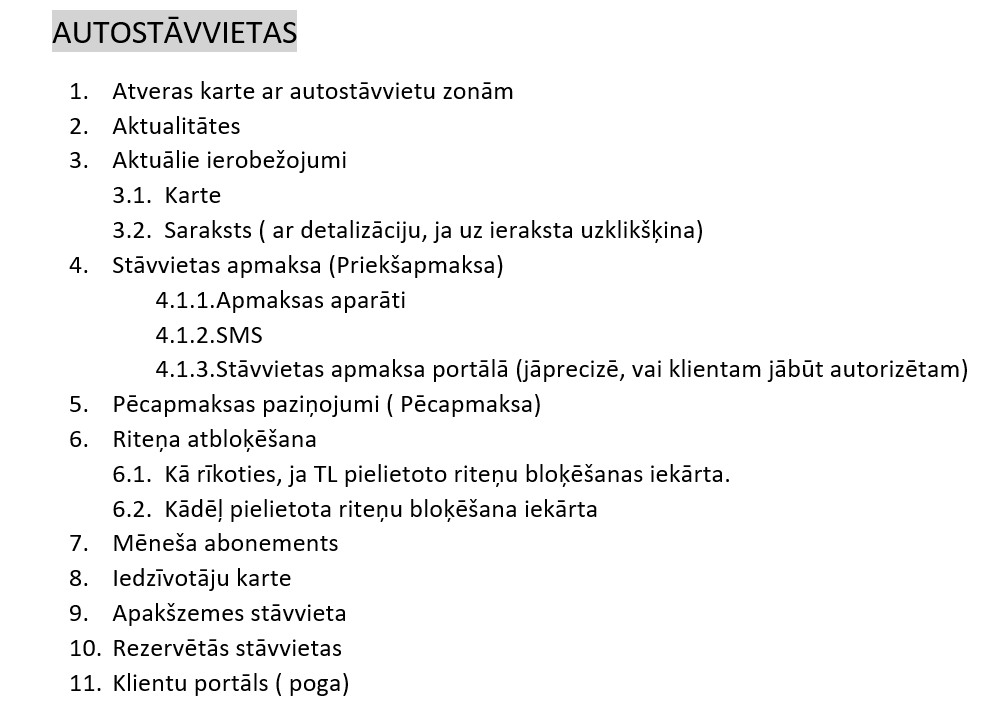 AUTOSTĀVVIETAS
1. Atveras karte ar autostāvvietu zonām
2. Aktualitātes
3. Aktuālie ierobežojumi
3.1. Karte
3.2. Saraksts ( ar detalizāciju, ja uz ieraksta uzklikšķina)
4. Stāvvietas apmaksa (Priekšapmaksa)
4.1.1.Apmaksas aparāti
4.1.2.SMS
4.1.3.Stāvvietas apmaksa portālā (jāprecizē, vai klientam jābūt autorizētam)
5. Pēcapmaksas paziņojumi ( Pēcapmaksa)
6. Riteņa atbloķēšana
6.1. Kā rīkoties, ja TL pielietoto riteņu bloķēšanas iekārta.
6.2. Kādēļ pielietota riteņu bloķēšana iekārta
7. Mēneša abonements
8. Iedzīvotāju karte
9. Apakšzemes stāvvieta
10. Rezervētās stāvvietas
11. Klientu portāls ( poga)